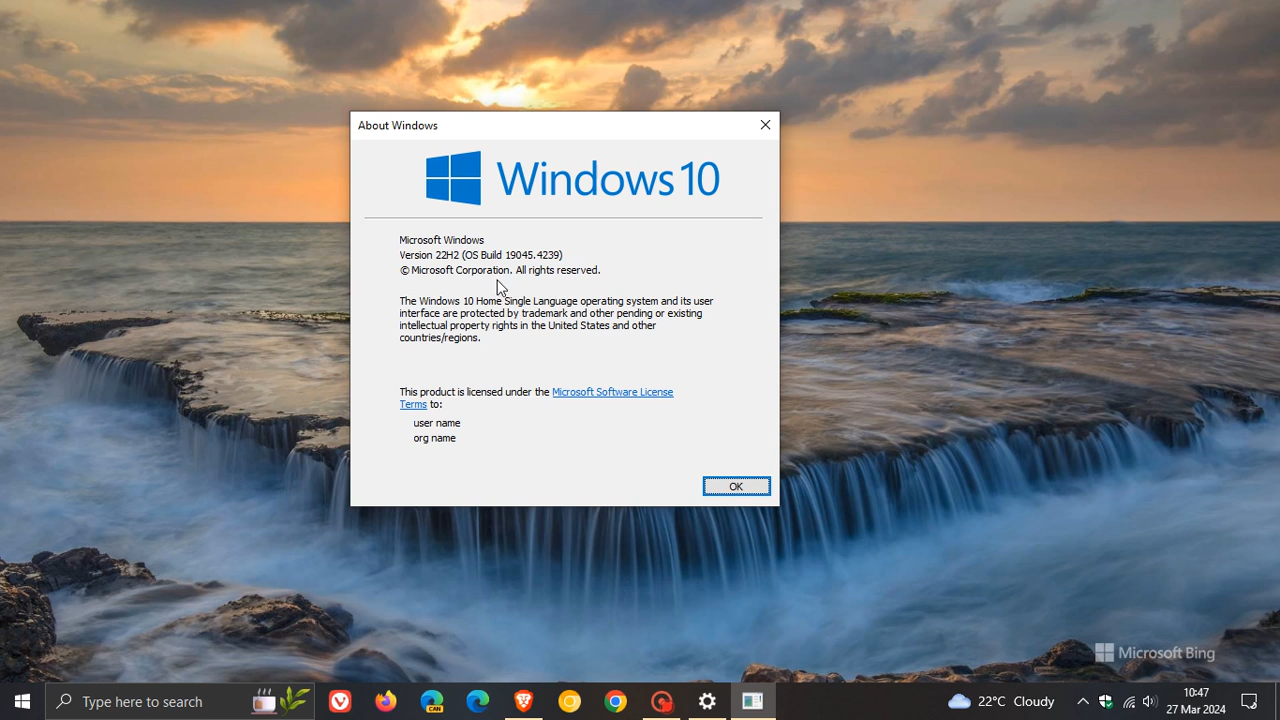 About Windows
Windows 10
Microsoft Windows
Version 22H2 (OS Build 19045.4239)
© Microsoft Corporation. All rights reserved.
The Windows 10 Home Single Language operating system and its user
interface are protected by trademark and other pending or existing
intellectual property rights in the United States and other
countries/regions.
This product is licensed under the Microsoft Software License
Terms to:
user name
org name
OK
Microsoft Bing
Type here to search
CAN
22°C Cloudy
10:47
27 Mar 2024